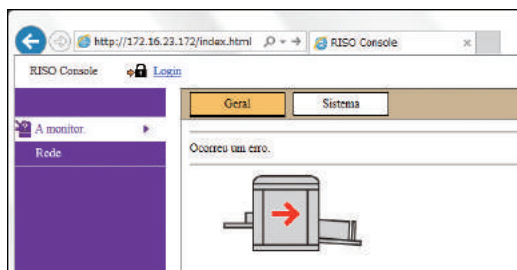 http://172.16.23.172/index.html
RISO Console
RISO Console
Login
Geral
Sistema
A monitor.
Rede
Ocorreu um erro.